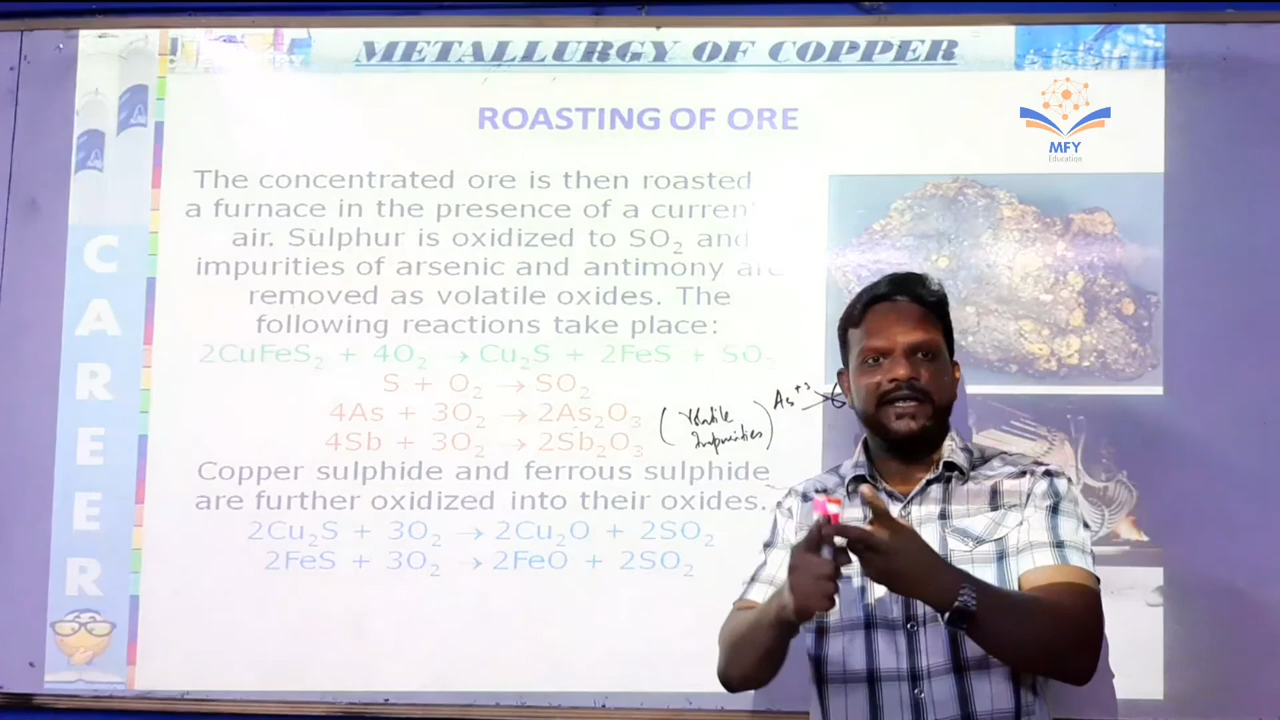 METALLURGY OF COPPER
ROASTING OF ORE
MFY
Education
The concentrated ore is then roasted
a furnace in the presence of a curren
air. Sulphur is oxidized to SO₂ and
impurities of arsenic and antimony are
removed as volatile oxides. The
following reactions take place:
2CuFeS₂ + 4O₂ → Cu₂S + 2FeS + SO₂
S + O₂ → SO₂
4As + 3O₂ → 2As₂O₃
4Sb + 3O₂ → 2Sb₂O₃
(Volatile
Impurities)
As⁺³
Copper sulphide and ferrous sulphide
are further oxidized into their oxides.
2Cu₂S + 3O₂ → 2Cu₂O + 2SO₂
2FeS + 3O₂ → 2FeO + 2SO₂
CAREER